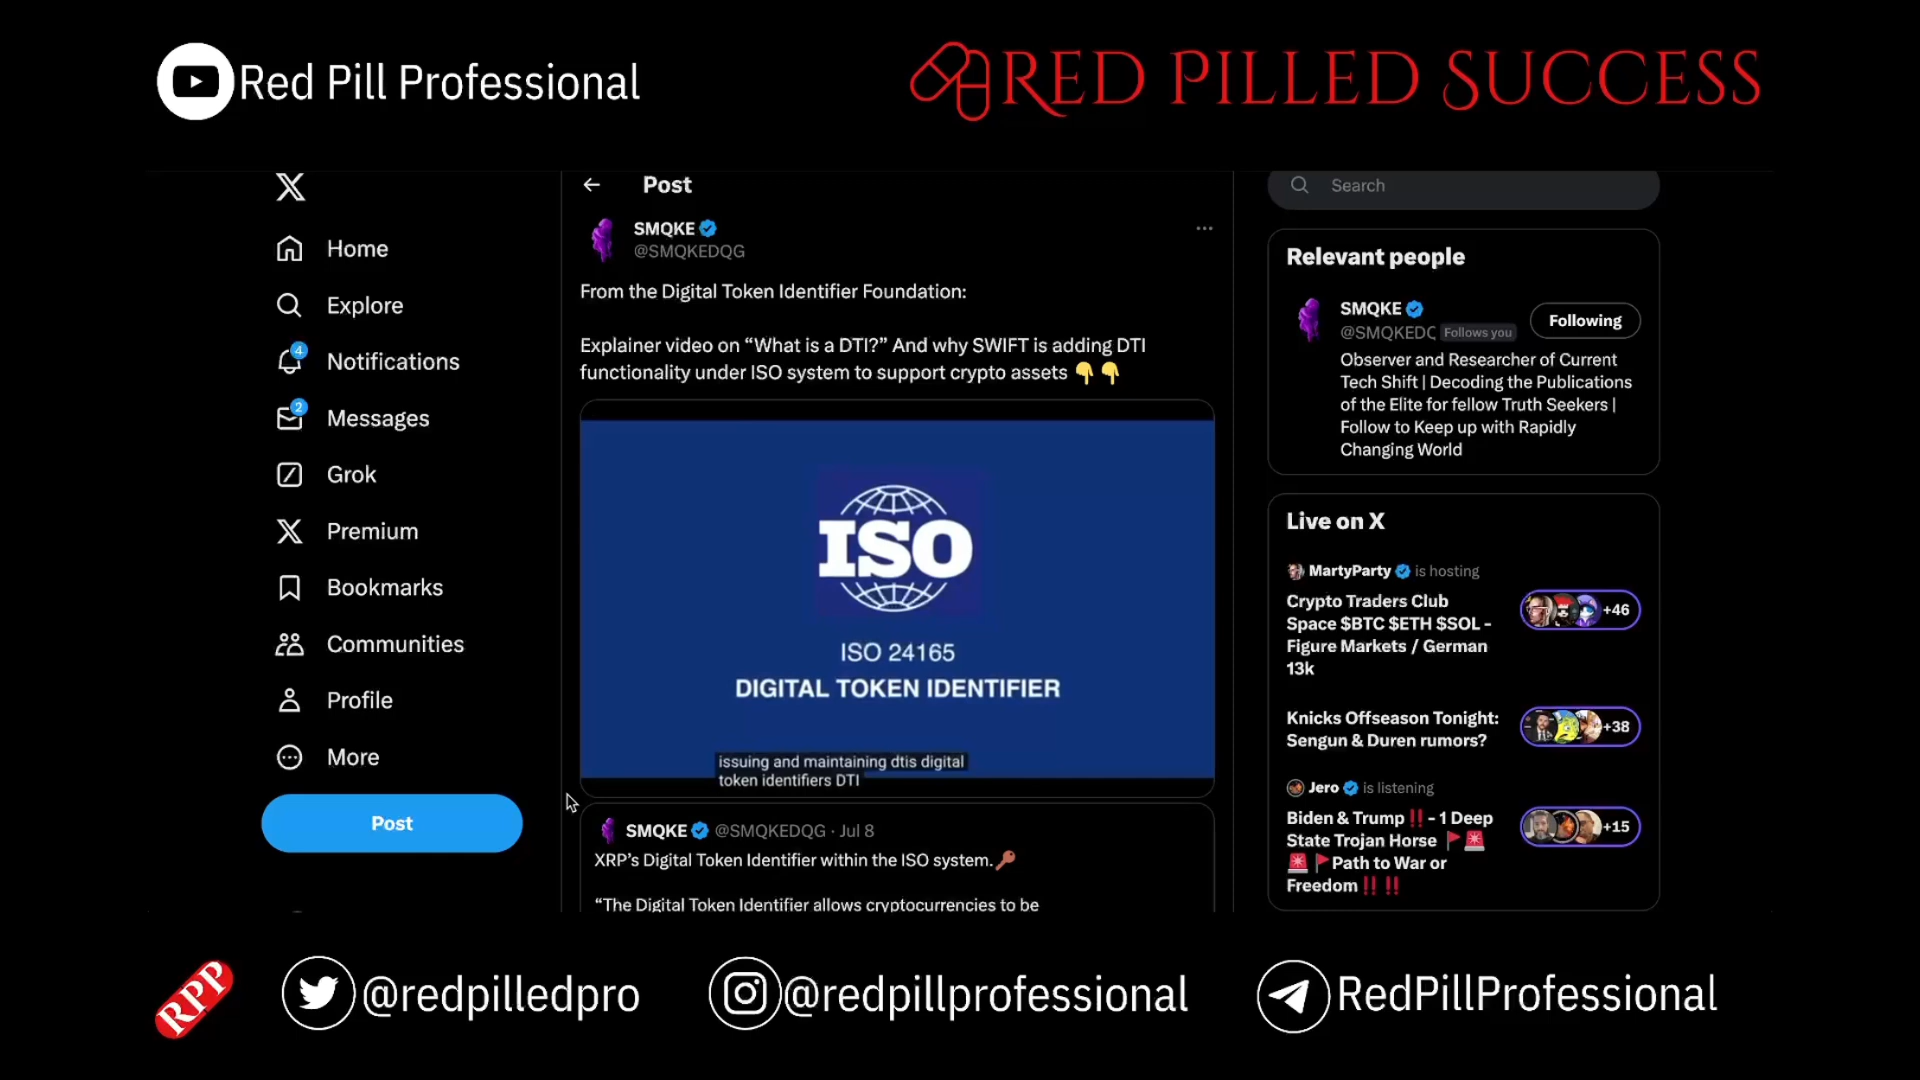 Red Pill Professional
RED PILLED SUCCESS
Home
Explore
4
Notifications
2
Messages
Grok
Premium
Bookmarks
Communities
Profile
More
Post
Post
SMQKE
@SMQKEDQG
From the Digital Token Identifier Foundation:
Explainer video on “What is a DTI?” And why SWIFT is adding DTI
functionality under ISO system to support crypto assets 👇👇
ISO
ISO 24165
DIGITAL TOKEN IDENTIFIER
issuing and maintaining dtis digital
token identifiers DTI
SMQKE @SMQKEDQG · Jul 8
XRP’s Digital Token Identifier within the ISO system.🔑
“The Digital Token Identifier allows cryptocurrencies to be
Search
Relevant people
SMQKE
@SMQKEDQ Follows you
Following
Observer and Researcher of Current
Tech Shift | Decoding the Publications
of the Elite for fellow Truth Seekers |
Follow to Keep up with Rapidly
Changing World
Live on X
MartyParty is hosting
Crypto Traders Club
Space $BTC $ETH $SOL -
Figure Markets / German
13k
+46
Knicks Offseason Tonight:
Sengun & Duren rumors?
+38
Jero is listening
Biden & Trump‼️- 1 Deep
State Trojan Horse 🚩🚨
🚨🚩Path to War or
Freedom‼️‼️
+15
RPP
@redpilledpro
@redpillprofessional
RedPillProfessional